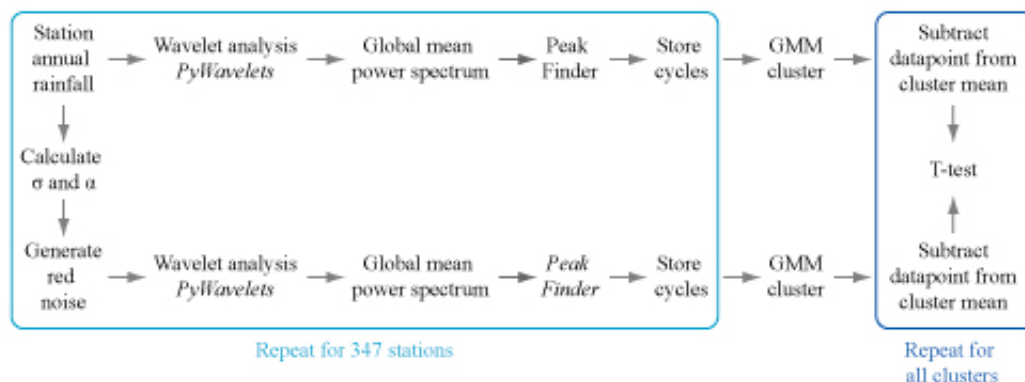 Station
annual
rainfall
Wavelet analysis
PyWavelets
Global mean
power spectrum
Peak
Finder
Store
cycles
GMM
cluster
Subtract
datapoint from
cluster mean
Calculate
σ and α
T-test
Generate
red
noise
Wavelet analysis
PyWavelets
Global mean
power spectrum
Peak
Finder
Store
cycles
GMM
cluster
Subtract
datapoint from
cluster mean
Repeat for 347 stations
Repeat for
all clusters